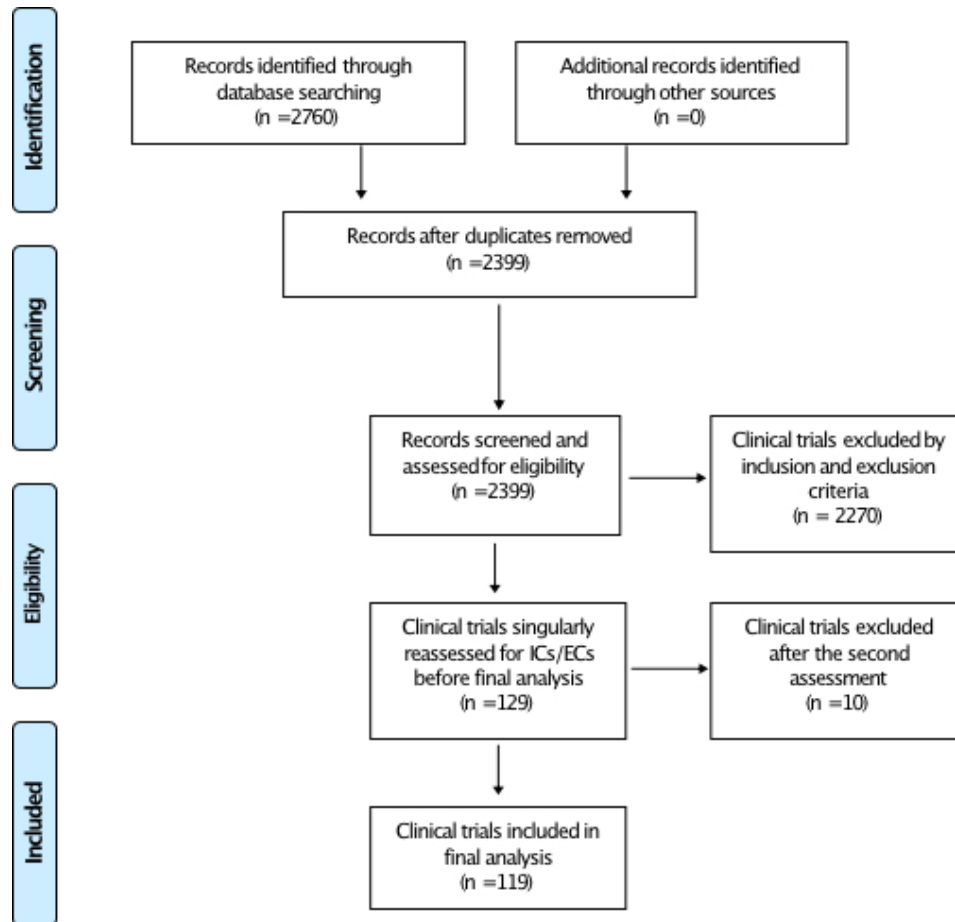 Identification
Records identified through
database searching
(n =2760)
Additional records identified
through other sources
(n =0)
Records after duplicates removed
(n =2399)
Screening
Records screened and
assessed for eligibility
(n =2399)
Clinical trials excluded by
inclusion and exclusion
criteria
(n = 2270)
Eligibility
Clinical trials singularly
reassessed for ICs/ECs
before final analysis
(n =129)
Clinical trials excluded
after the second
assessment
(n =10)
Included
Clinical trials included in
final analysis
(n =119)